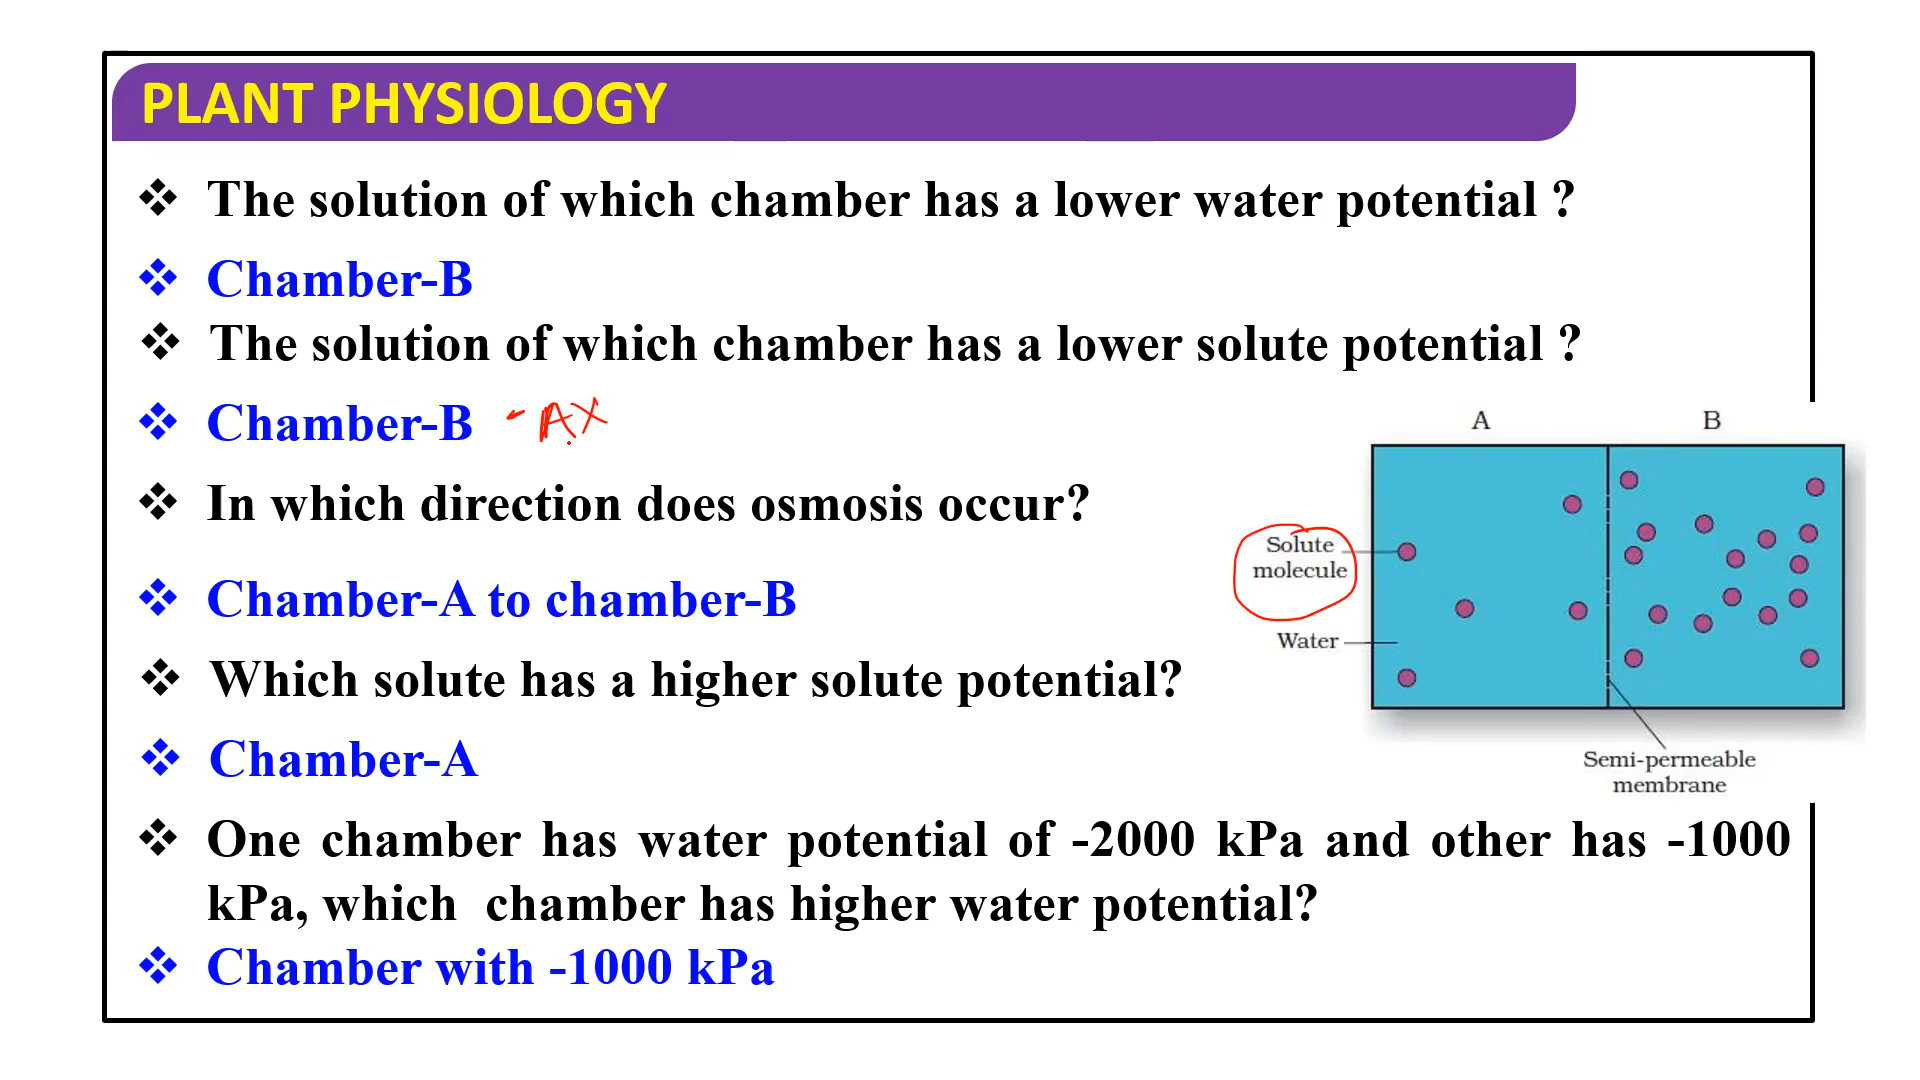 PLANT PHYSIOLOGY
The solution of which chamber has a lower water potential ?
Chamber-B
The solution of which chamber has a lower solute potential ?
Chamber-B - AX
In which direction does osmosis occur?
Chamber-A to chamber-B
Which solute has a higher solute potential?
Chamber-A
One chamber has water potential of -2000 kPa and other has -1000
kPa, which chamber has higher water potential?
Chamber with -1000 kPa
A B
Solute
molecule
Water
Semi-permeable
membrane